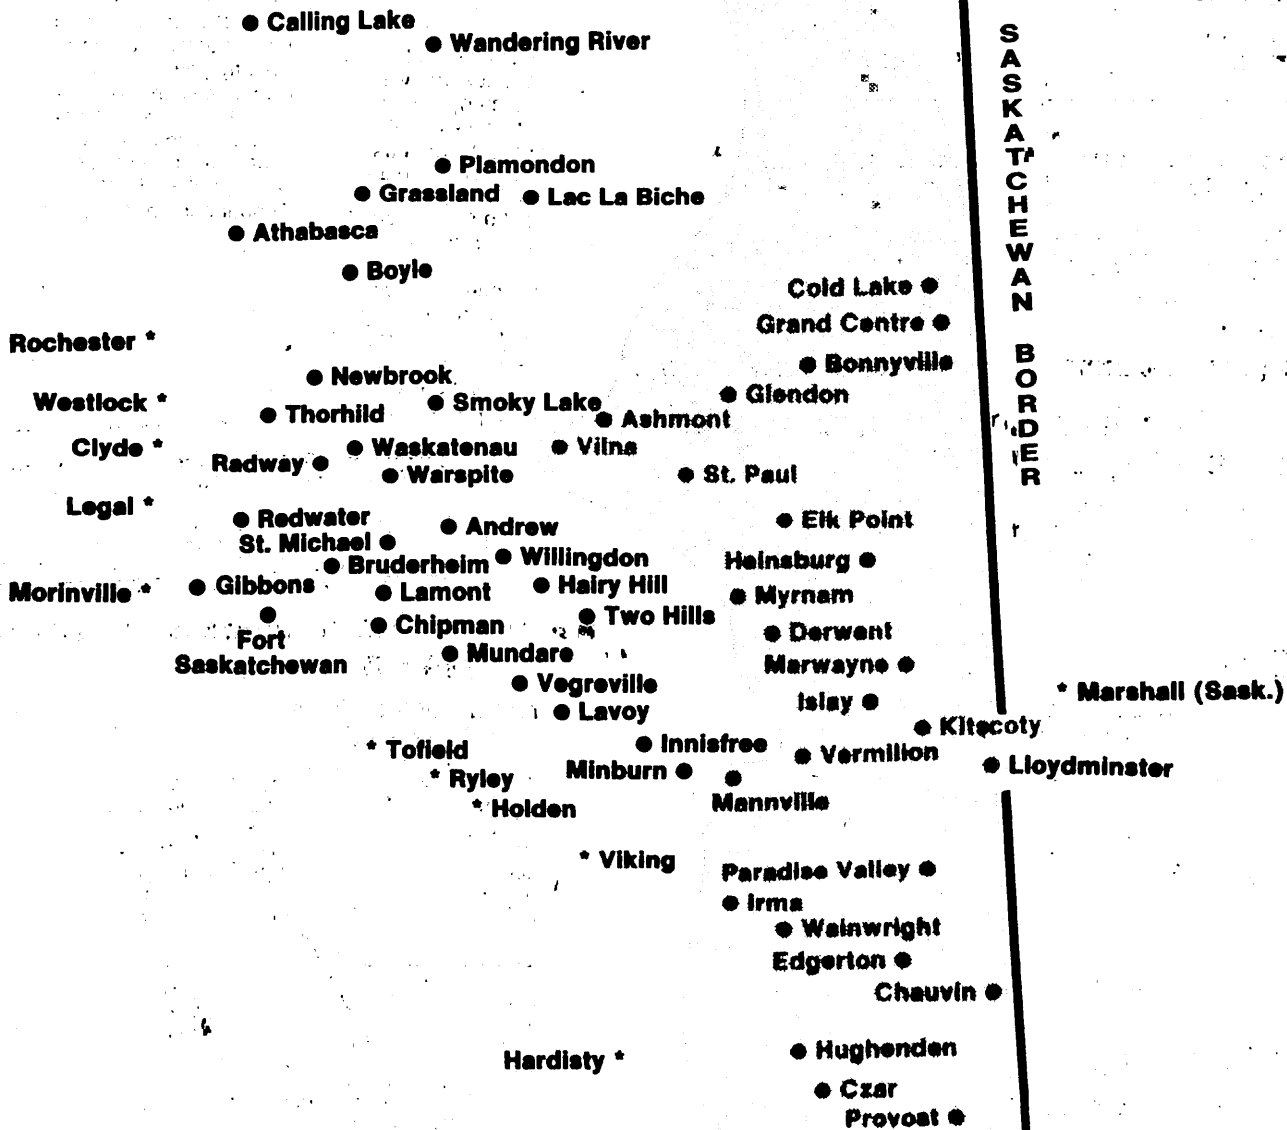 Calling Lake
Wandering River
SASKATCHEWAN BORDER
Plamondon
Grassland
Lac La Biche
Athabasca
Boyle
Cold Lake
Grand Centre
Rochester *
Bonnyville
Newbrook
Glendon
Westlock *
Smoky Lake
Thorhild
Ashmont
Clyde *
Waskatenau
Vilna
Radway
Warspite
St. Paul
Legal *
Redwater
Andrew
Elk Point
St. Michael
Willingdon
Heinsburg
Bruderheim
Morinville *
Gibbons
Lamont
Hairy Hill
Myrnam
Two Hills
Chipman
Derwent
Fort
Saskatchewan
Mundare
Marwayne
Vegreville
* Marshall (Sask.)
Islay
Lavoy
Kitscoty
* Tofield
Innisfree
Vermilion
Lloydminster
* Ryley
Minburn
Mannville
* Holden
* Viking
Paradise Valley
Irma
Wainwright
Edgerton
Chauvin
Hardisty *
Hughenden
Czar
Provost